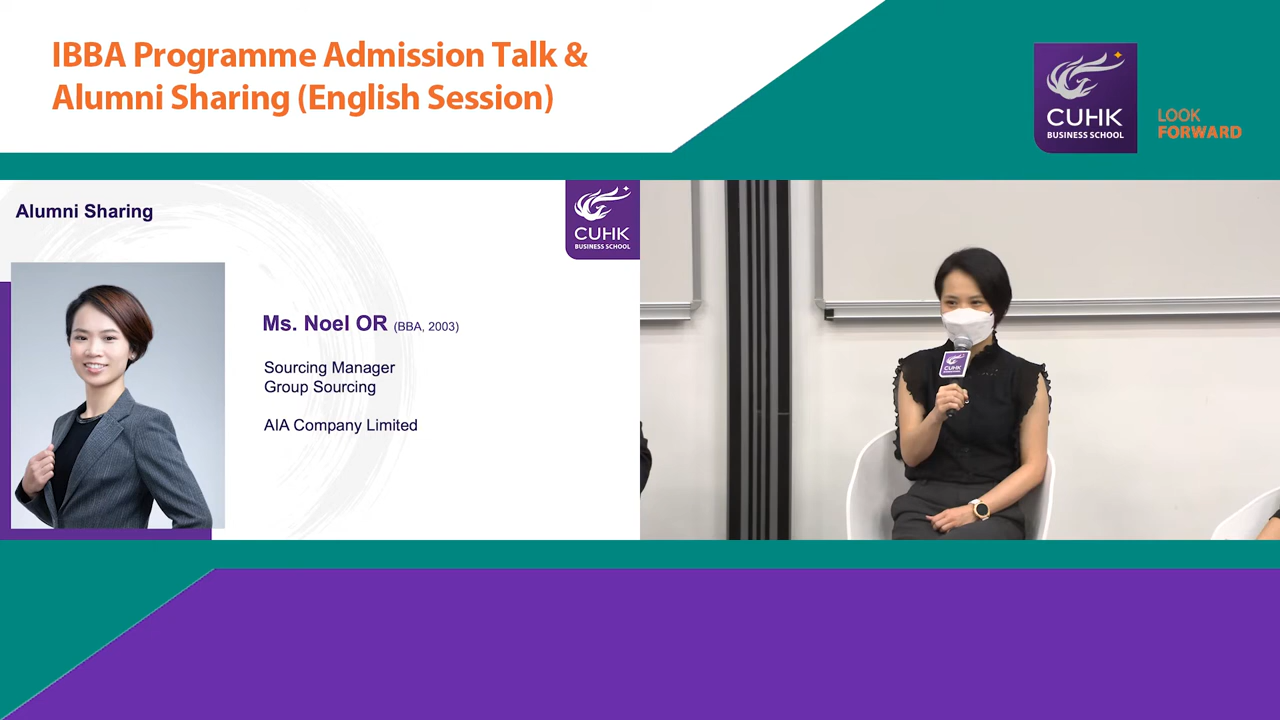 IBBA Programme Admission Talk &
Alumni Sharing (English Session)
CUHK
BUSINESS SCHOOL
LOOK
FORWARD
Alumni Sharing
CUHK
BUSINESS SCHOOL
Ms. Noel OR (BBA, 2003)
Sourcing Manager
Group Sourcing
AIA Company Limited
CUHK